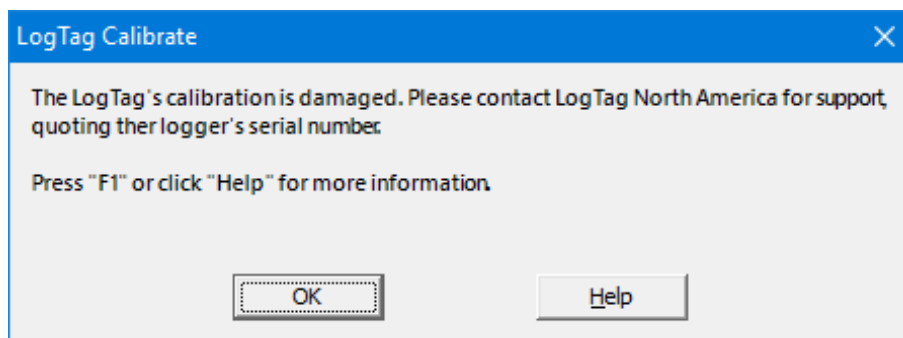 LogTag Calibrate
The LogTag's calibration is damaged. Please contact LogTag North America for support,
quoting ther logger's serial number.
Press "F1" or click "Help" for more information.
OK
Help